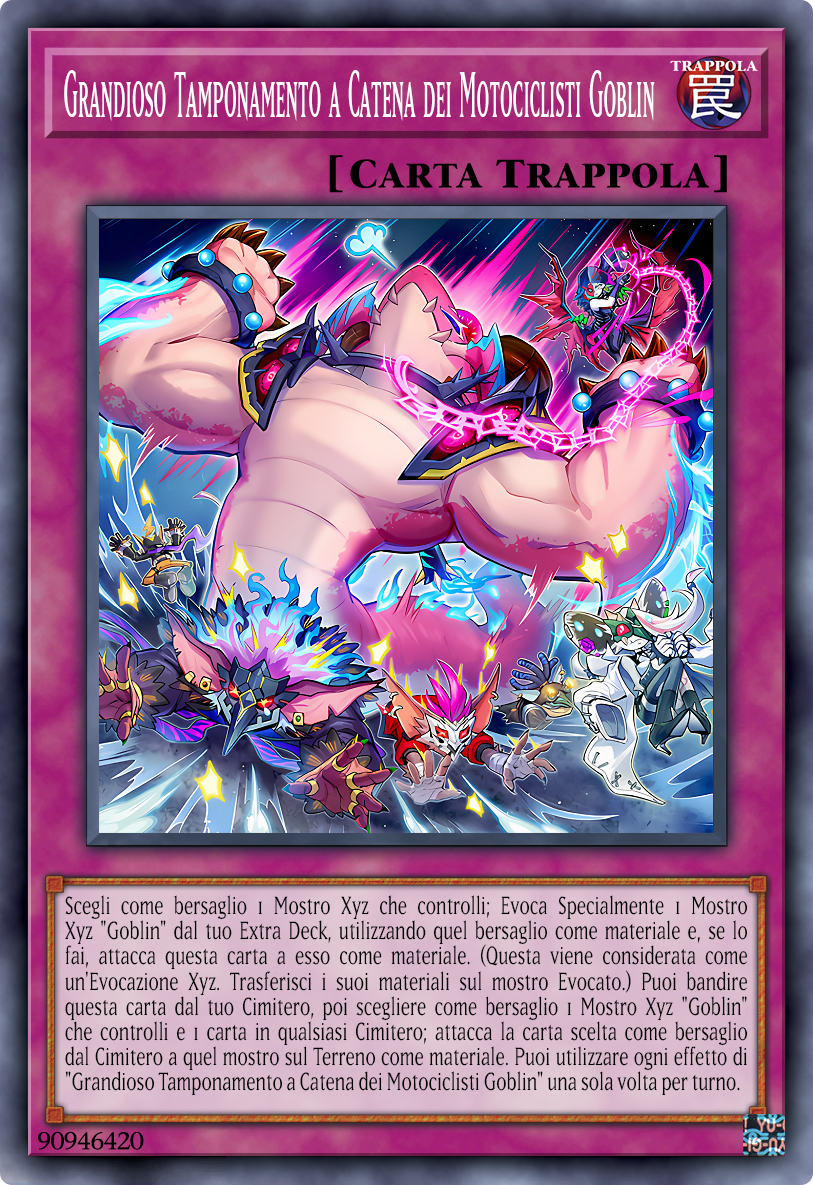 Grandioso Tamponamento a Catena dei Motociclisti Goblin
TRAPPOLA
罠
[Carta Trappola]
Scegli come bersaglio 1 Mostro Xyz che controlli; Evoca Specialmente 1 Mostro
Xyz "Goblin" dal tuo Extra Deck, utilizzando quel bersaglio come materiale e, se lo
fai, attacca questa carta a esso come materiale. (Questa viene considerata come
un'Evocazione Xyz. Trasferisci i suoi materiali sul mostro Evocato.) Puoi bandire
questa carta dal tuo Cimitero, poi scegliere come bersaglio 1 Mostro Xyz "Goblin"
che controlli e 1 carta in qualsiasi Cimitero; attacca la carta scelta come bersaglio
dal Cimitero a quel mostro sul Terreno come materiale. Puoi utilizzare ogni effetto di
"Grandioso Tamponamento a Catena dei Motociclisti Goblin" una sola volta per turno.
90946420